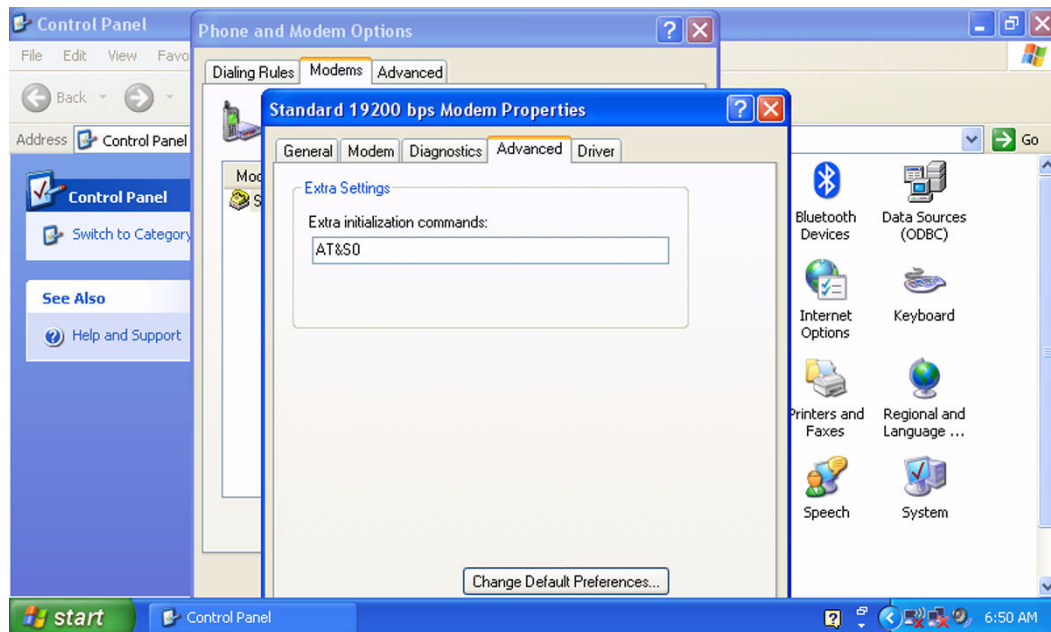 Control Panel
File Edit View Favo
Back
Address Control Panel
Go
Control Panel
Switch to Category
See Also
Help and Support
Phone and Modem Options
Dialing Rules Modems Advanced
Mod
S
Standard 19200 bps Modem Properties
General Modem Diagnostics Advanced Driver
Extra Settings
Extra initialization commands:
AT&S0
Change Default Preferences...
Bluetooth
Devices
Data Sources
(ODBC)
Internet
Options
Keyboard
Printers and
Faxes
Regional and
Language ...
Speech
System
start
Control Panel
6:50 AM